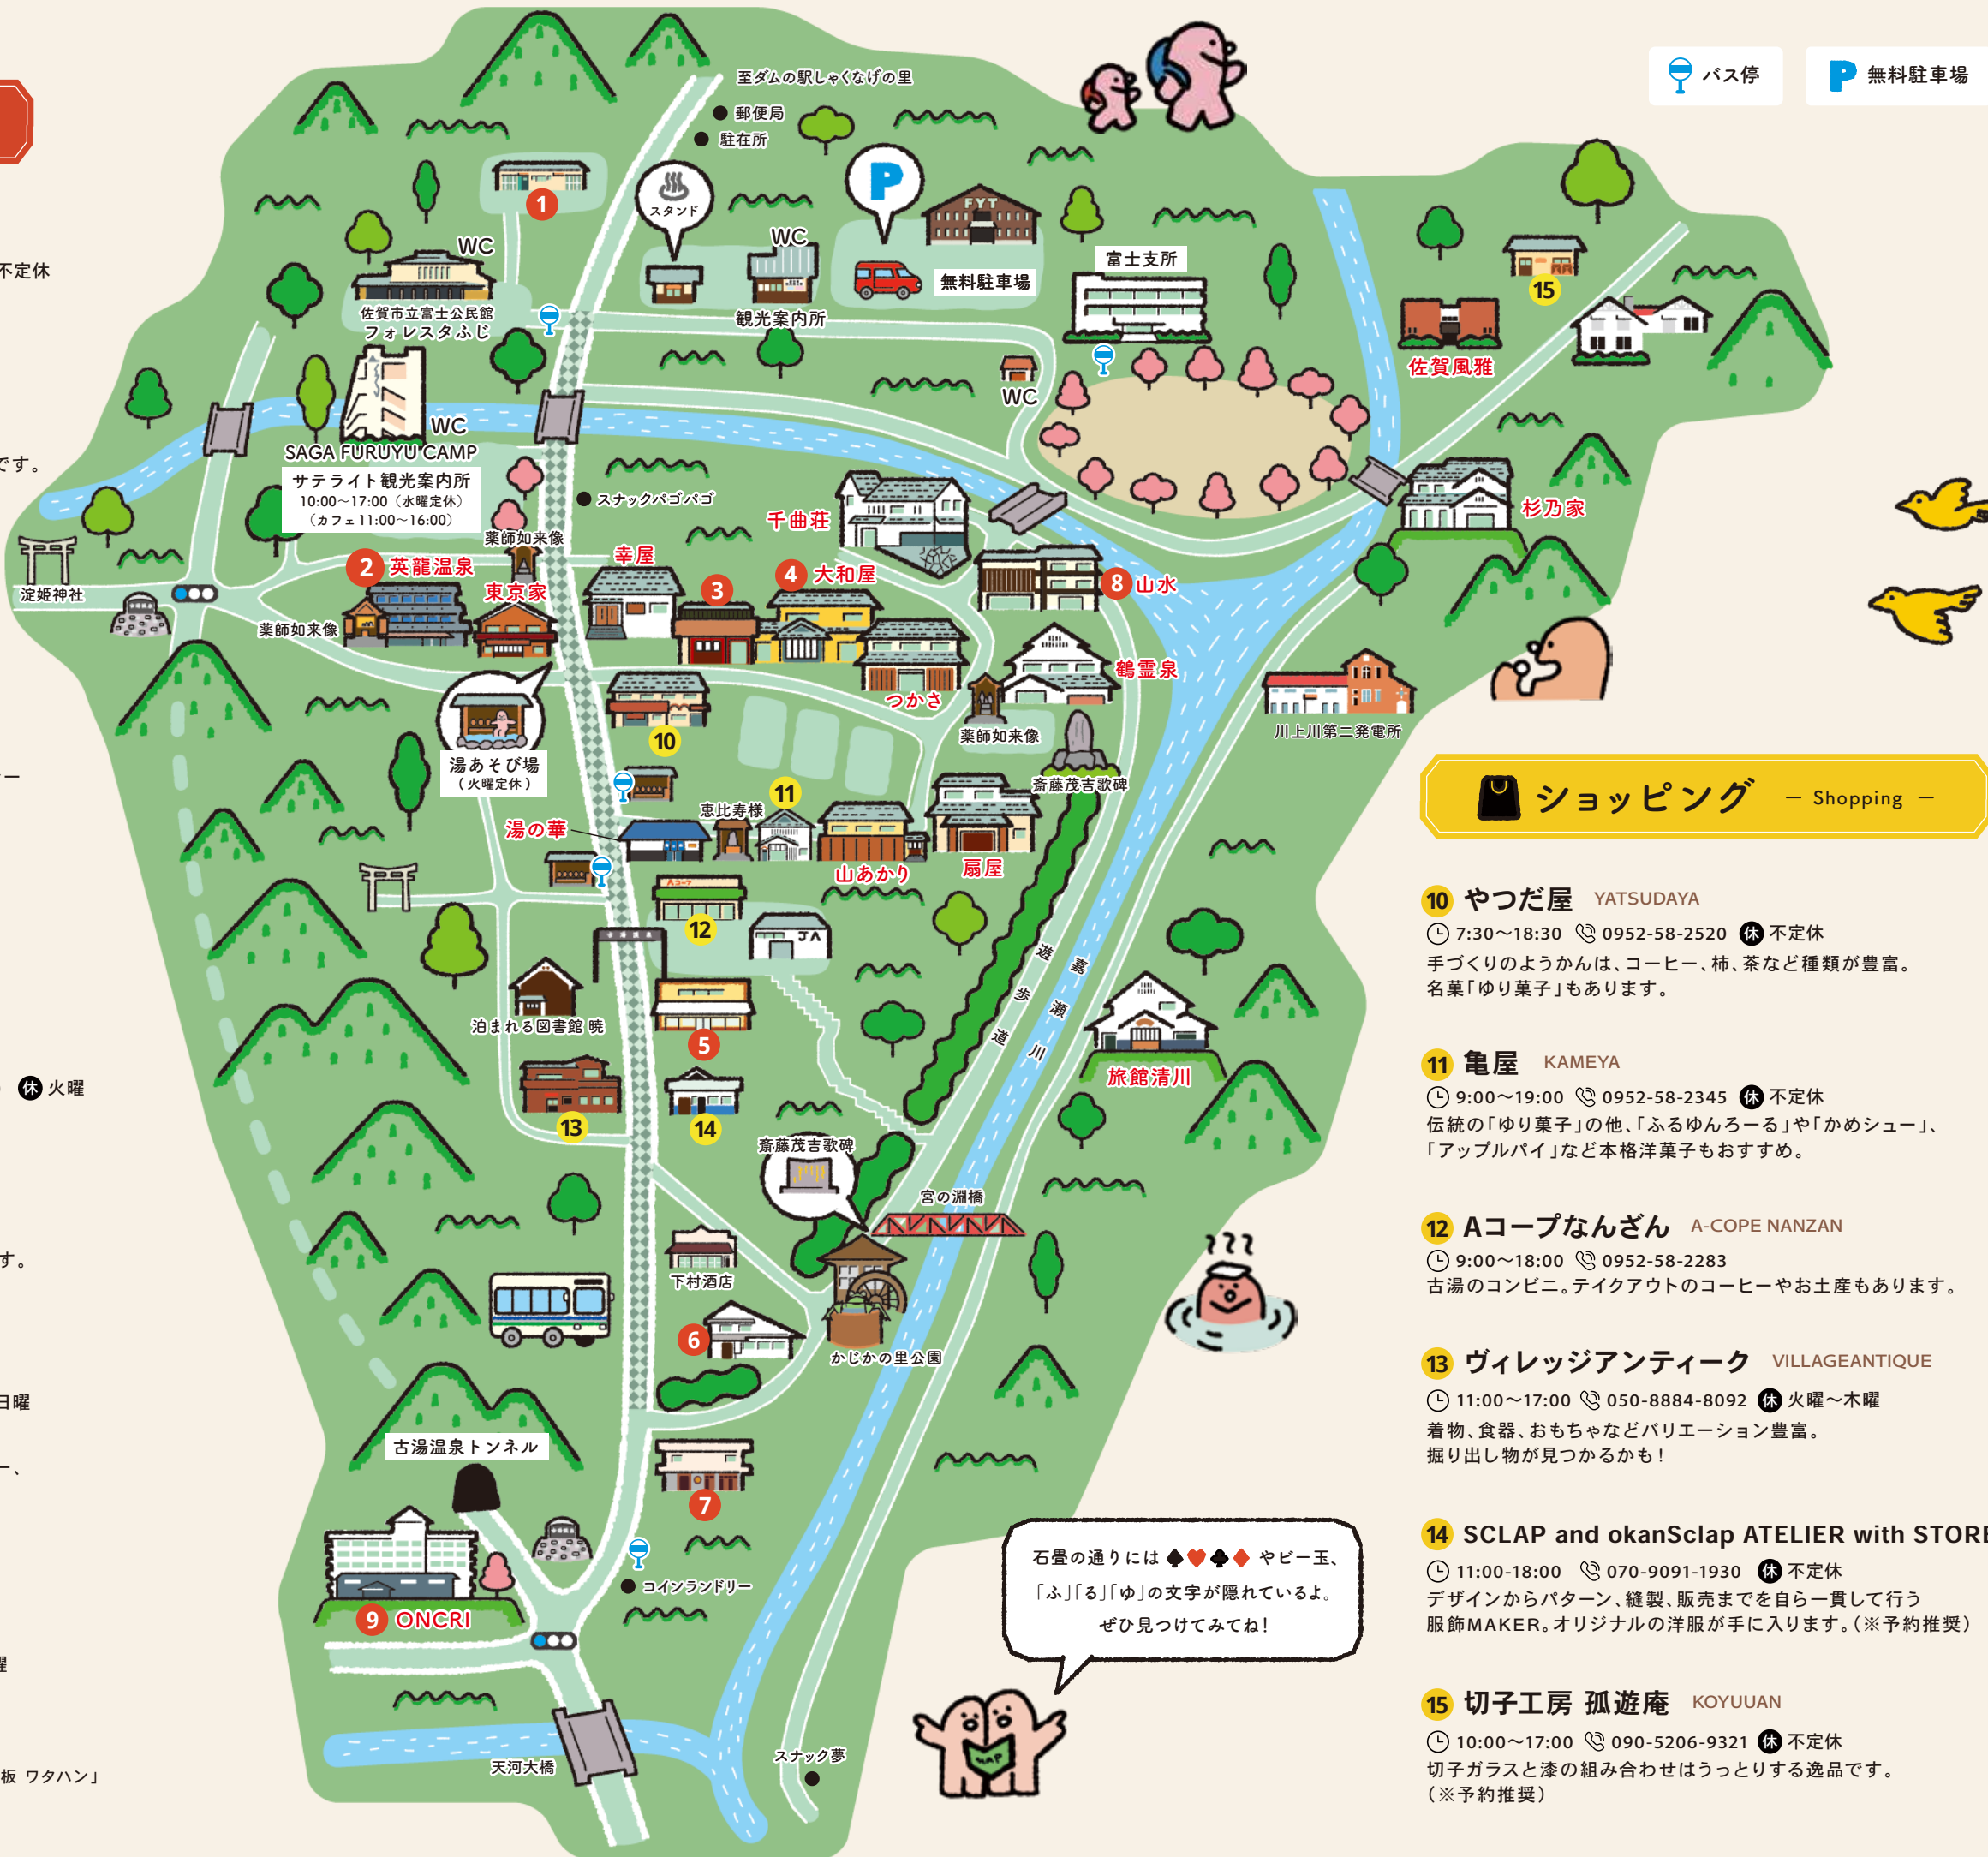 バス停
無料駐車場
至ダムの駅しゃくなげの里
郵便局
駐在所
1
スタンド
P
FYT
WC
WC
無料駐車場
富士支所
15
佐賀市立富士公民館
フォレスタふじ
観光案内所
佐賀風雅
WC
WC
SAGA FURUYU CAMP
サテライト観光案内所
10:00〜17:00（水曜定休）
（カフェ11:00〜16:00）
スナックパゴパゴ
千曲荘
杉乃家
薬師如来像
幸屋
2 英龍温泉
東京家
3
4 大和屋
8 山水
淀姫神社
薬師如来像
鶴霊泉
つかさ
薬師如来像
川上川第二発電所
10
湯あそび場
（火曜定休）
斎藤茂吉歌碑
恵比寿様
11
湯の華
山あかり
扇屋
Aコープ
12
JA
古湯温泉
遊歩道
嘉瀬川
泊まれる図書館 暁
5
旅館清川
13
14
斎藤茂吉歌碑
宮の淵橋
下村酒店
6
かじかの里公園
古湯温泉トンネル
7
コインランドリー
9 ONCRI
天河大橋
スナック夢
石畳の通りには♠♥♣♦やビー玉、
「ふ」「る」「ゆ」の文字が隠れているよ。
ぜひ見つけてみてね！
MAP
不定休
です。
ー
休 火曜
す。
日曜
ー、
曜
板 ワタハン」
ショッピング － Shopping －
10 やつだ屋 YATSUDAYA
7:30〜18:30 0952-58-2520 休 不定休
手づくりのようかんは、コーヒー、柿、茶など種類が豊富。
名菓「ゆり菓子」もあります。
11 亀屋 KAMEYA
9:00〜19:00 0952-58-2345 休 不定休
伝統の「ゆり菓子」の他、「ふるゆんろーる」や「かめシュー」、
「アップルパイ」など本格洋菓子もおすすめ。
12 Aコープなんざん A-COPE NANZAN
9:00〜18:00 0952-58-2283
古湯のコンビニ。テイクアウトのコーヒーやお土産もあります。
13 ヴィレッジアンティーク VILLAGEANTIQUE
11:00〜17:00 050-8884-8092 休 火曜〜木曜
着物、食器、おもちゃなどバリエーション豊富。
掘り出し物が見つかるかも！
14 SCLAP and okanSclap ATELIER with STORE
11:00-18:00 070-9091-1930 休 不定休
デザインからパターン、縫製、販売までを自ら一貫して行う
服飾MAKER。オリジナルの洋服が手に入ります。（※予約推奨）
15 切子工房 孤遊庵 KOYUUAN
10:00〜17:00 090-5206-9321 休 不定休
切子ガラスと漆の組み合わせはうっとりする逸品です。
（※予約推奨）